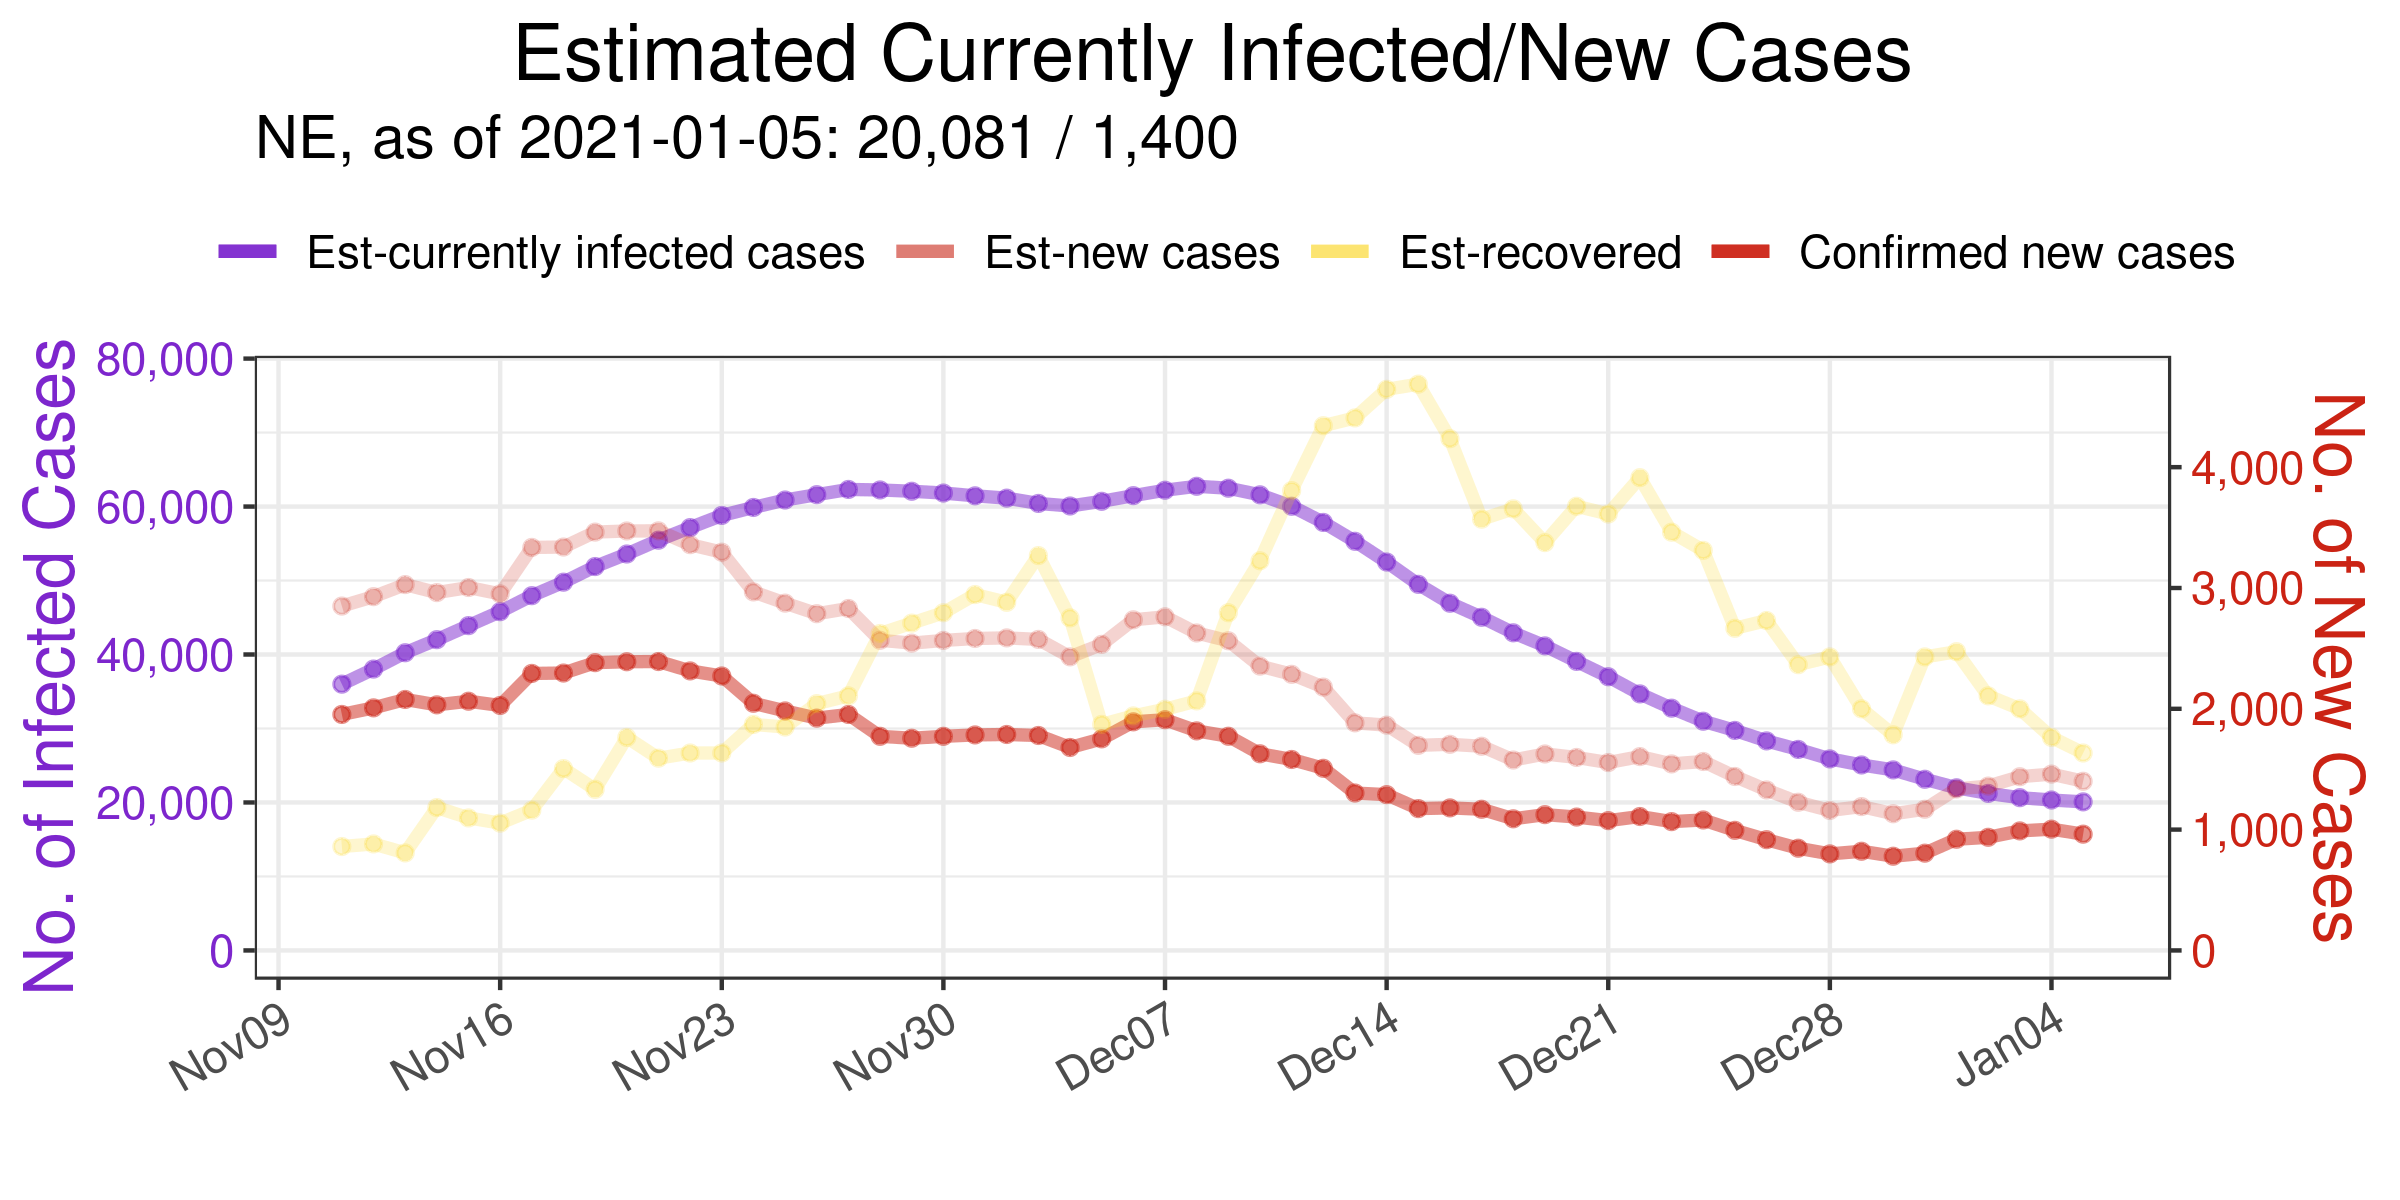 Estimated Currently Infected/New Cases
NE, as of 2021-01-05: 20,081 / 1,400
Est-currently infected cases Est-new cases Est-recovered Confirmed new cases
No. of Infected Cases
80,000
60,000
40,000
20,000
0
4,000
3,000
2,000
1,000
0
No. of New Cases
Nov09 Nov16 Nov23 Nov30 Dec07 Dec14 Dec21 Dec28 Jan04